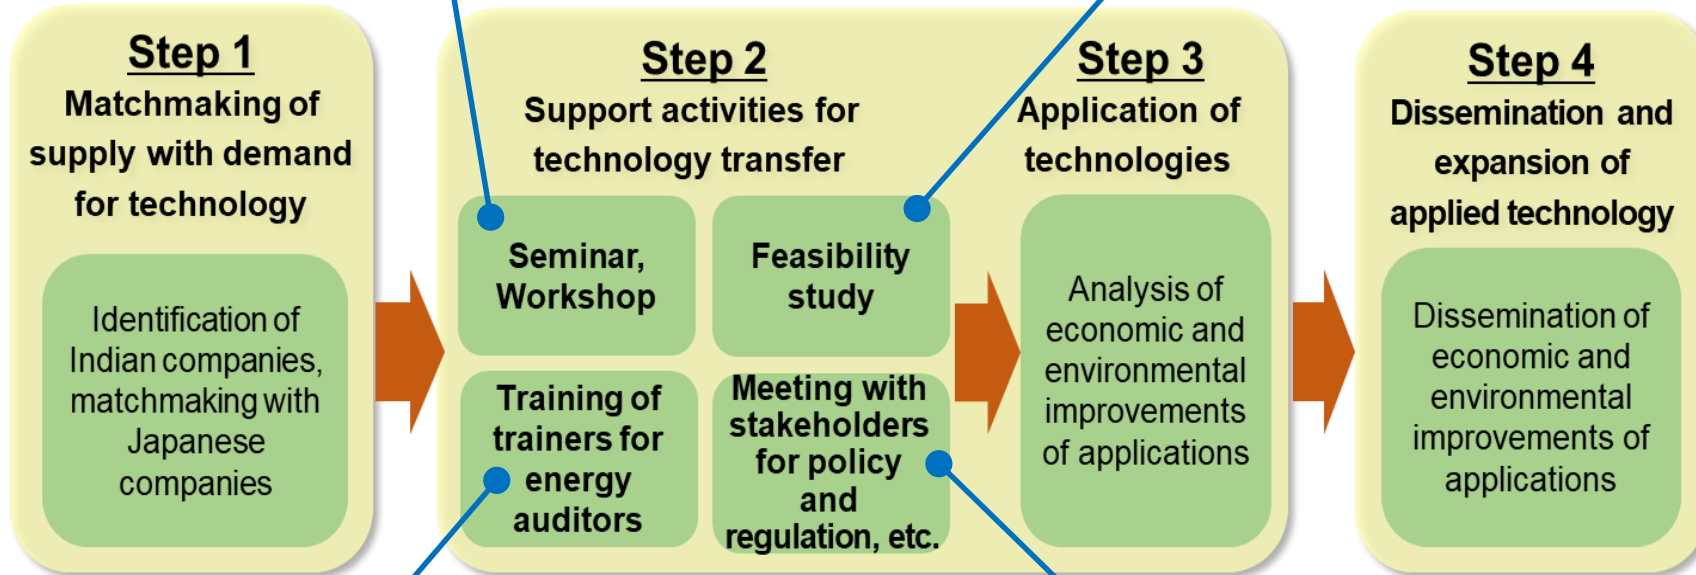 Step 1
Matchmaking of
supply with demand
for technology
Identification of
Indian companies,
matchmaking with
Japanese
companies
Step 2
Support activities for
technology transfer
Seminar,
Workshop
Feasibility
study
Training of
trainers for
energy
auditors
Meeting with
stakeholders
for policy
and
regulation, etc.
Step 3
Application of
technologies
Analysis of
economic and
environmental
improvements
of applications
Step 4
Dissemination and
expansion of
applied technology
Dissemination of
economic and
environmental
improvements of
applications